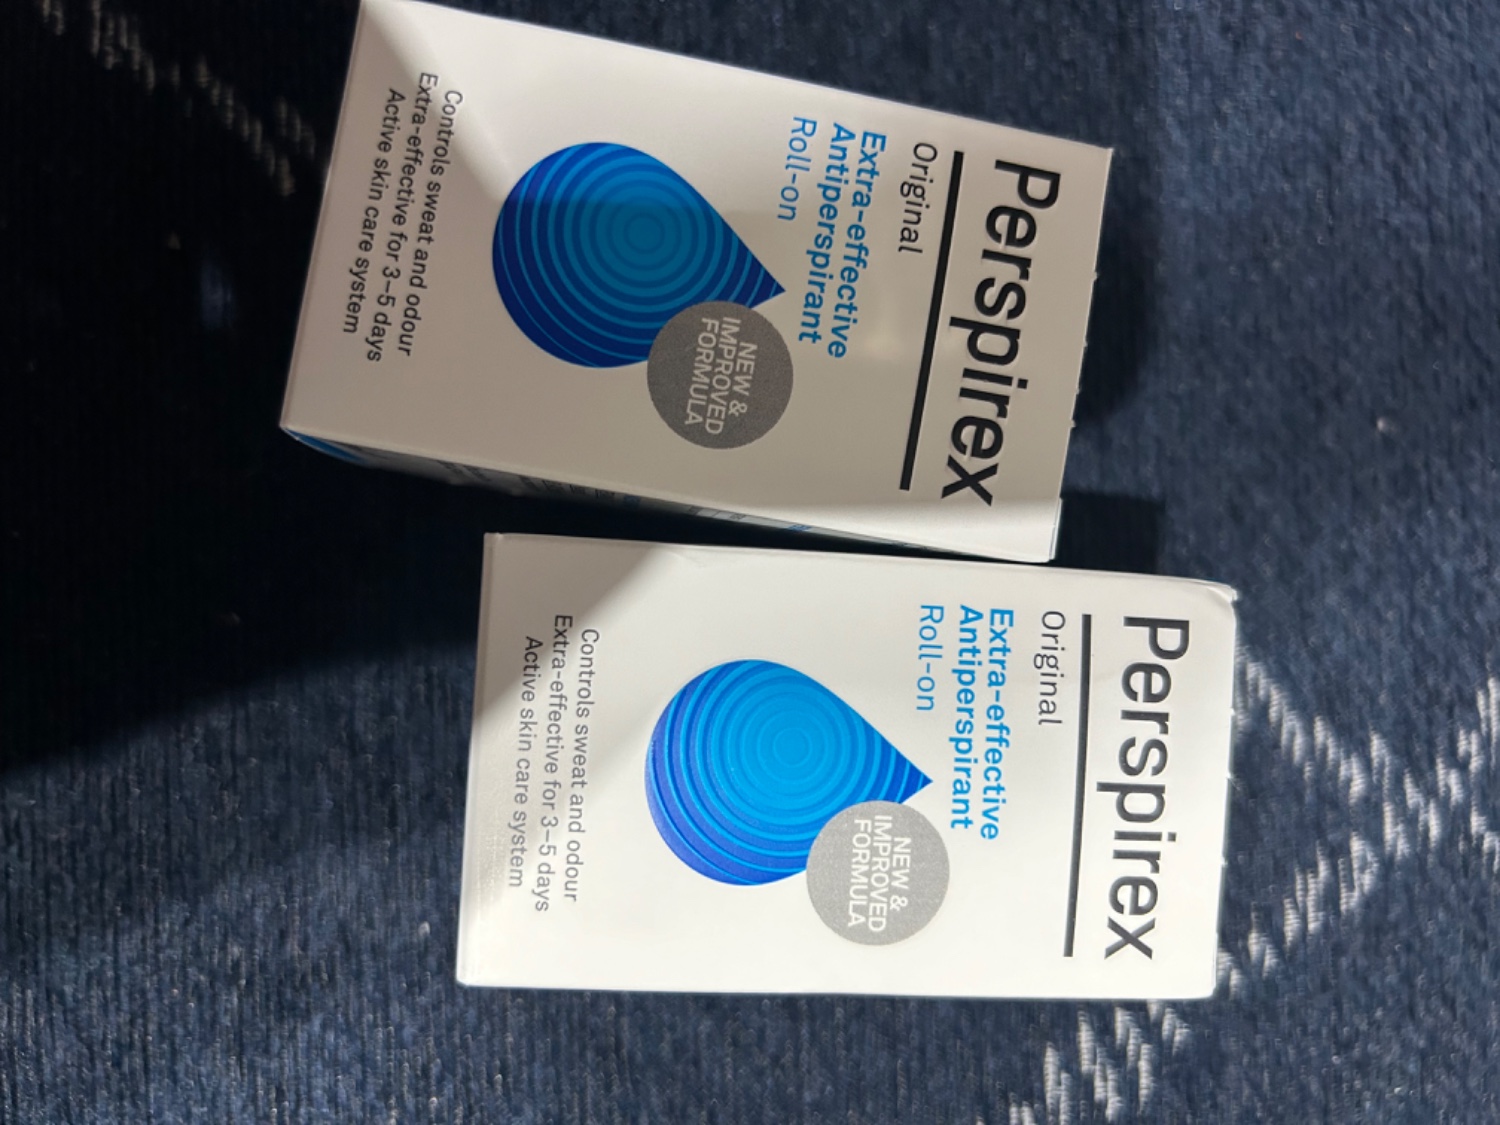 Perspirex
Original
Extra-effective
Antiperspirant
Roll-on
NEW &
IMPROVED
FORMULA
Controls sweat and odour
Extra-effective for 3–5 days
Active skin care system
Perspirex
Original
Extra-effective
Antiperspirant
Roll-on
NEW &
IMPROVED
FORMULA
Controls sweat and odour
Extra-effective for 3–5 days
Active skin care system